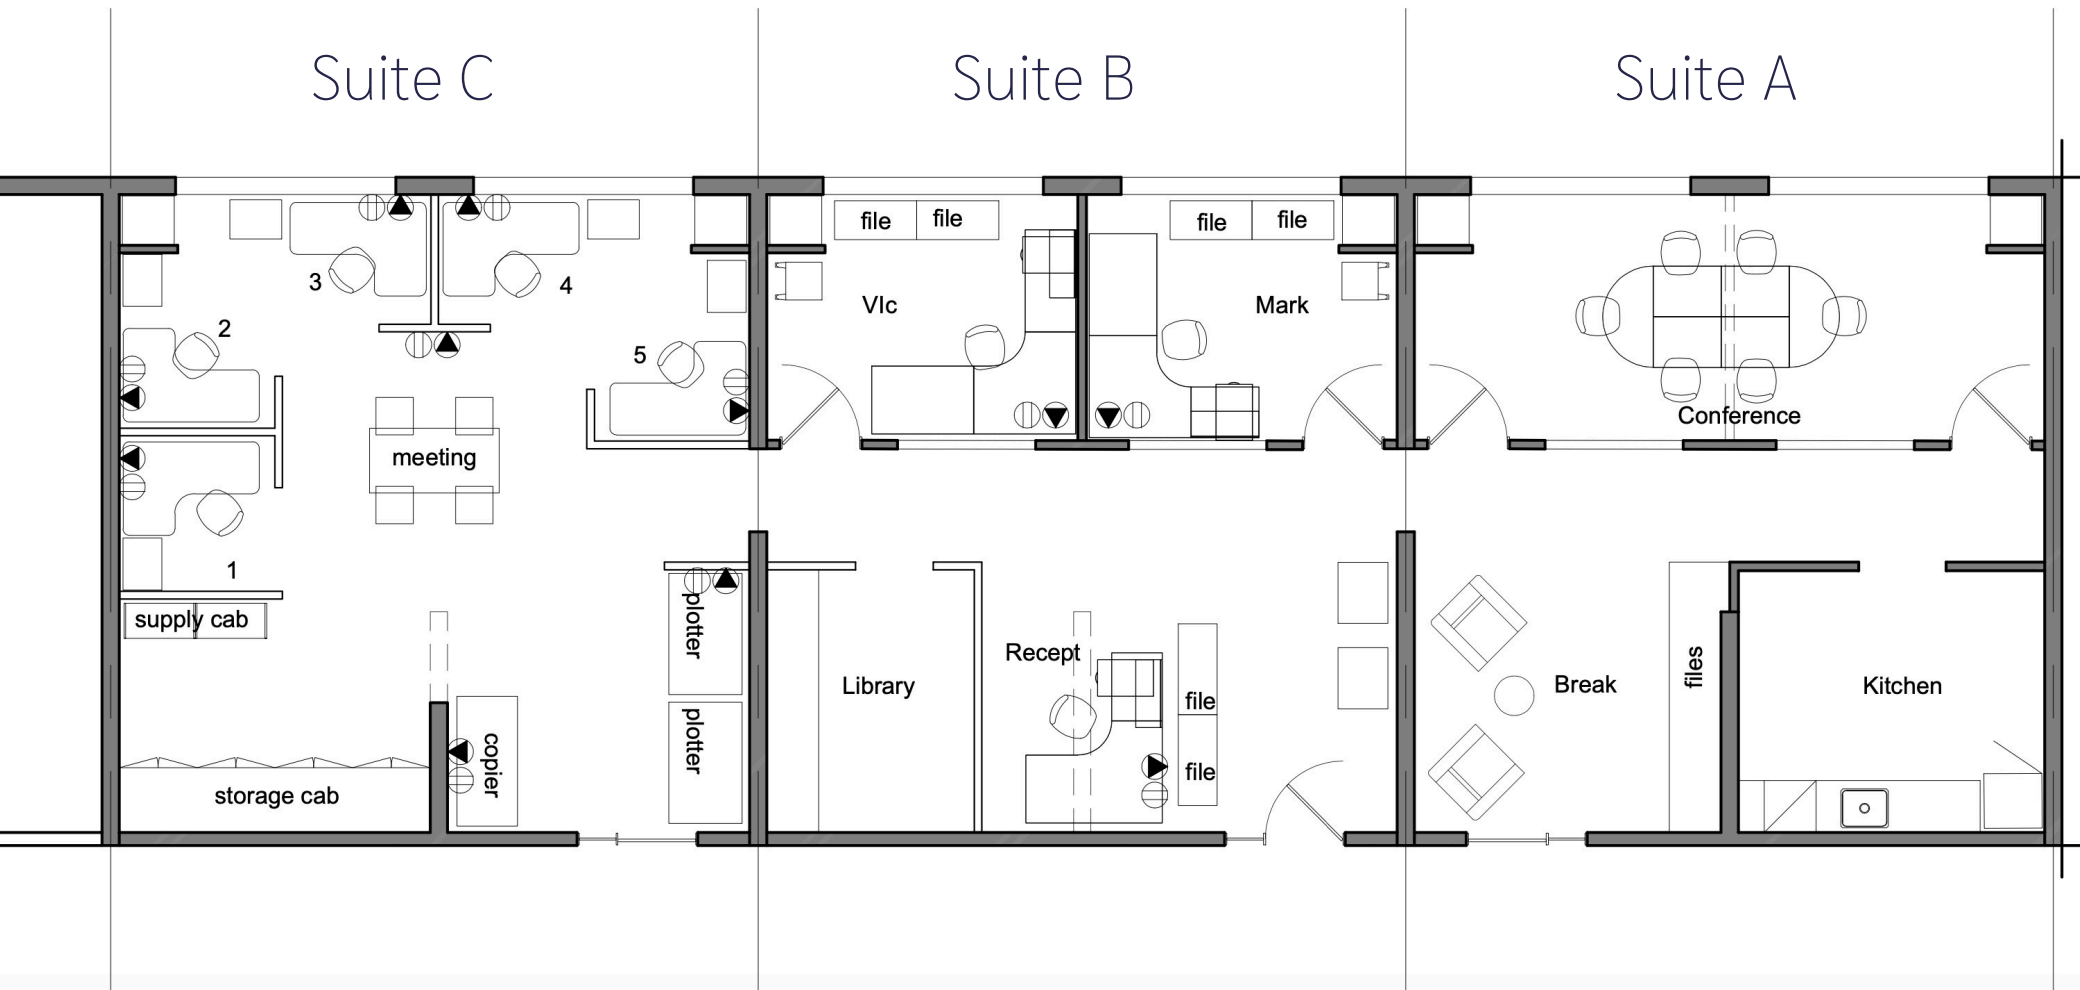 Suite C
Suite B
Suite A
3
4
2
5
1
meeting
supply cab
storage cab
copier
plotter
plotter
file
file
VIc
file
file
Mark
Library
Recept
file
file
Conference
Break
files
Kitchen